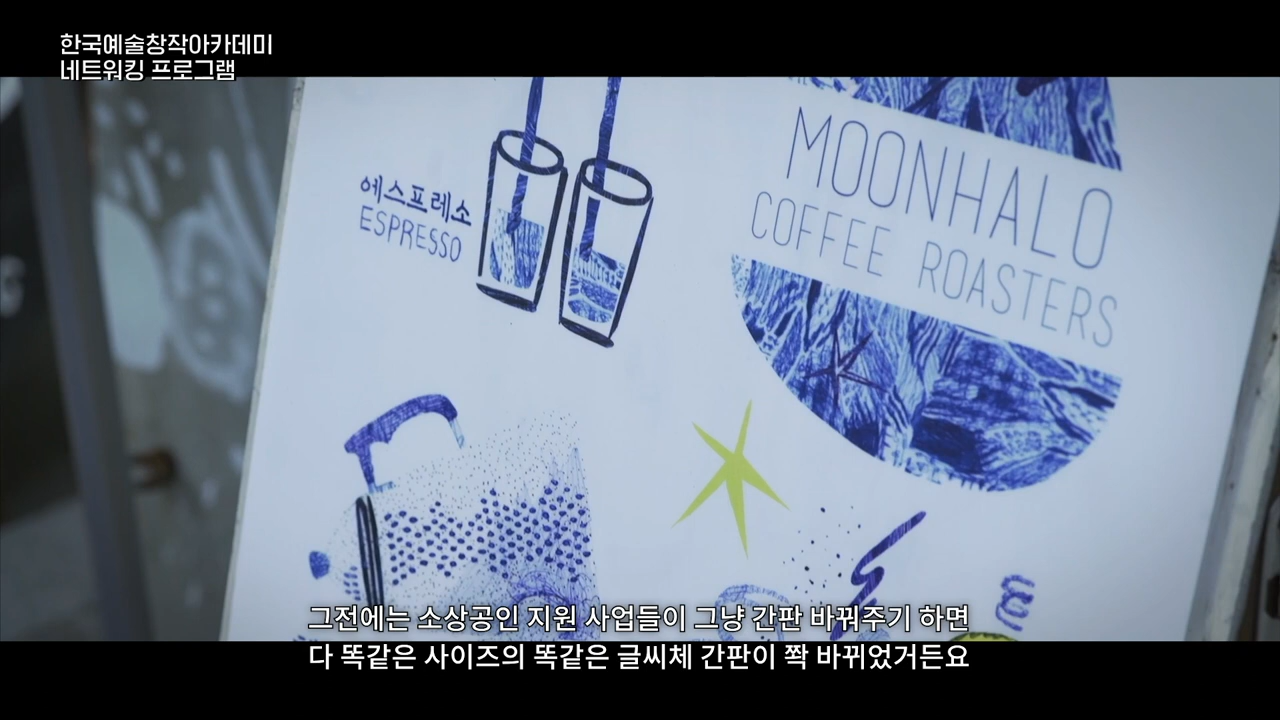 한국예술창작아카데미
네트워킹 프로그램
에스프레소
ESPRESSO
MOONHALO
COFFEE ROASTERS
그전에는 소상공인 지원 사업들이 그냥 간판 바꿔주기 하면
다 똑같은 사이즈의 똑같은 글씨체 간판이 쫙 바뀌었거든요